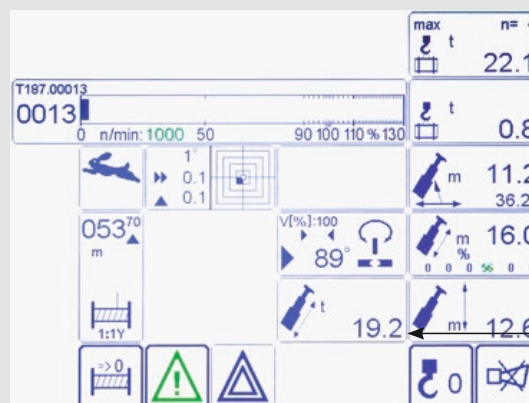 max n=
t
22.1
T187.00013
0013
0 n/min: 1000 50 90 100 110 % 130
t
0.8
1°
0.1
0.1
m 11.2
36.2
053 70
m
V[%]:100
89°
m
%
16.0
0 0 0 56 0
1:1Y
t
19.2
m
12.6
=> 0
0